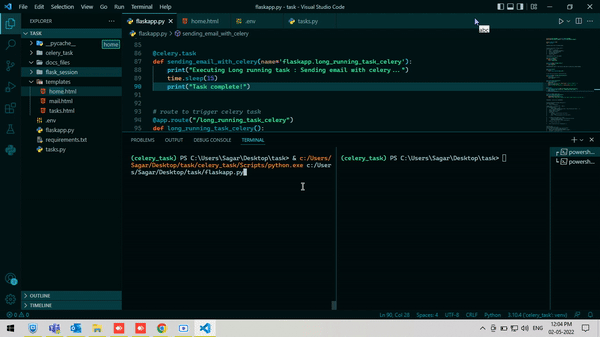 File Edit Selection View Go Run ... flaskapp.py - task - Visual Studio Code
EXPLORER ...
flaskapp.py home.html .env tasks.py
abc
TASK
home
__pycache__
celery_task
docs_files
flask_session
templates
home.html
mail.html
tasks.html
.env
flaskapp.py
requirements.txt
tasks.py
OUTLINE
TIMELINE
flaskapp.py > sending_email_with_celery
85
86 @celery.task
87 def sending_email_with_celery(name='flaskapp.long_running_task_celery'):
88 print("Executing Long running task : Sending email with celery...")
89 time.sleep(15)
90 print("Task complete!")
91
92
93 # route to trigger celery task
94 @app.route("/long_running_task_celery")
95 def long_running_task_celery():
PROBLEMS OUTPUT DEBUG CONSOLE TERMINAL
(celery_task) PS C:\Users\Sagar\Desktop\task> & c:/Users/
Sagar/Desktop/task/celery_task/Scripts/python.exe c:/User
s/Sagar/Desktop/task/flaskapp.py
(celery_task) PS C:\Users\Sagar\Desktop\task>
powersh...
powersh...
0 0 Ln 90, Col 28 Spaces: 4 UTF-8 CRLF Python 3.10.4 ('celery_task': venv)
ENG 12:04 PM
02-05-2022